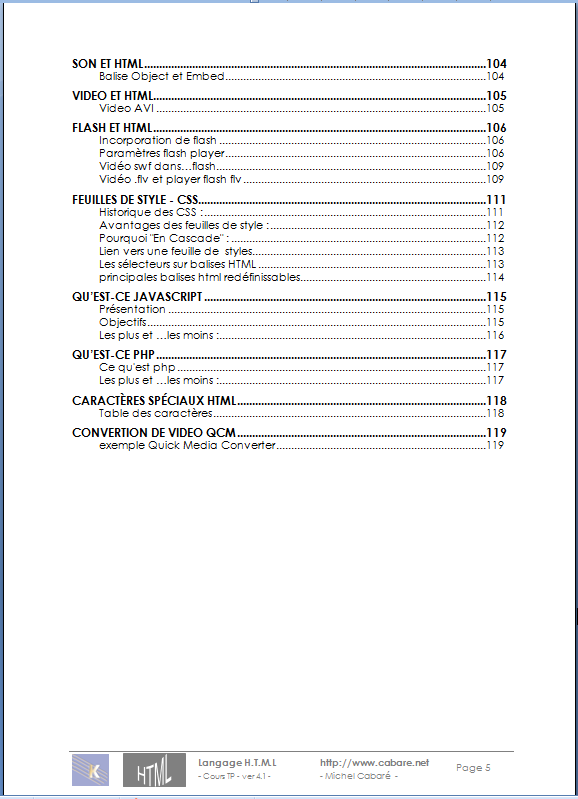 SON ET HTML........................104
Balise Object et Embed........................104
VIDEO ET HTML........................105
Video AVI........................105
FLASH ET HTML........................106
Incorporation de flash........................106
Paramètres flash player........................106
Vidéo swf dans...flash........................109
Vidéo .flv et player flash flv........................109
FEUILLES DE STYLE - CSS........................111
Historique des CSS :........................111
Avantages des feuilles de style :........................112
Pourquoi "En Cascade" :........................112
Lien vers une feuille de styles........................113
Les sélecteurs sur balises HTML........................113
principales balises html redéfinissables........................114
QU'EST-CE JAVASCRIPT........................115
Présentation........................115
Objectifs........................115
Les plus et ...les moins :........................116
QU'EST-CE PHP........................117
Ce qu'est php........................117
Les plus et ...les moins :........................117
CARACTÈRES SPÉCIAUX HTML........................118
Table des caractères........................118
CONVERTION DE VIDEO QCM........................119
exemple Quick Media Converter........................119
K HTML Langage H.T.M.L http://www.cabare.net Page 5
- Cours TP - ver 4.1 - - Michel Cabaré -